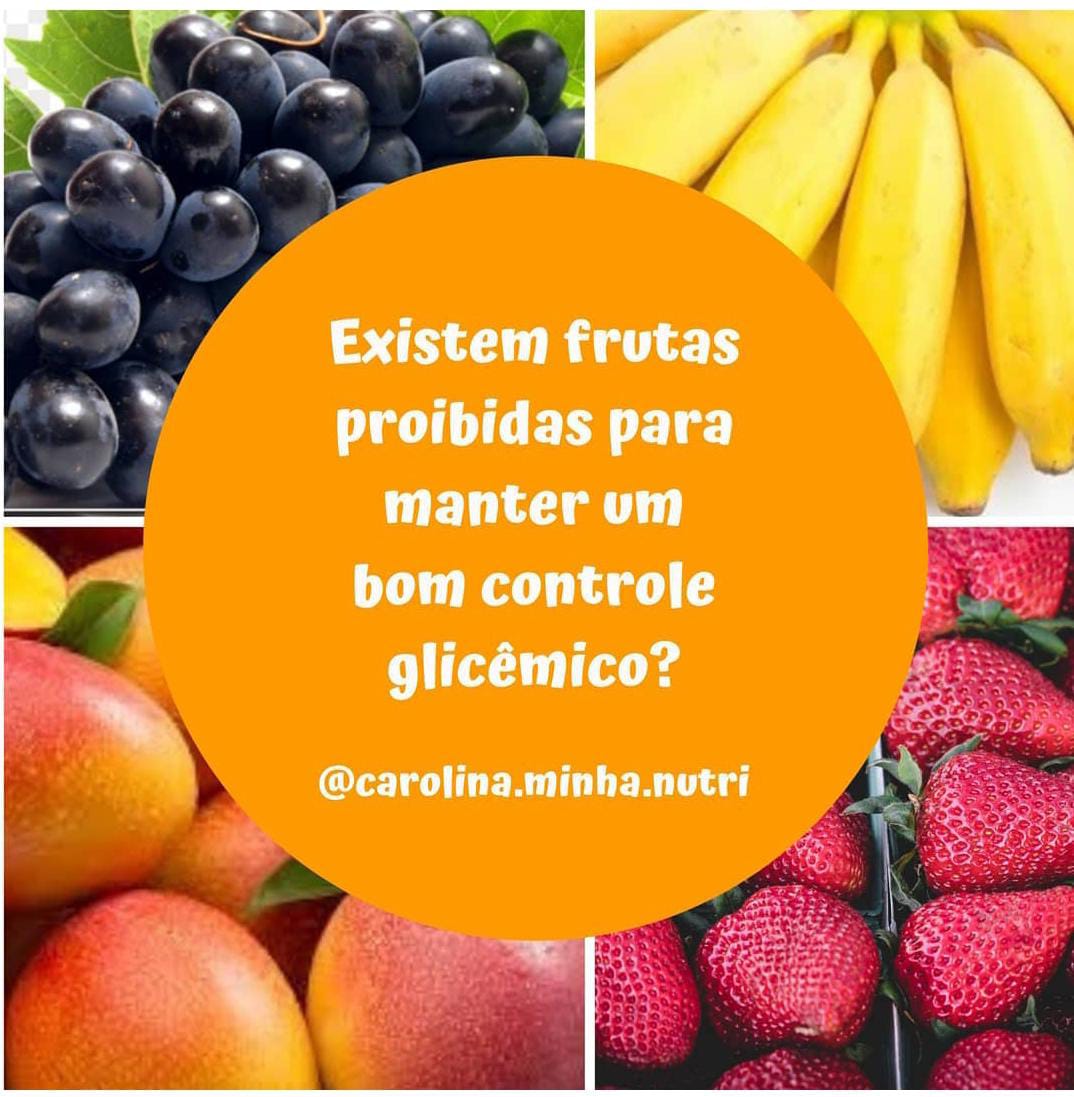 Existem frutas
proibidas para
manter um
bom controle
glicêmico?
@carolina.minha.nutri